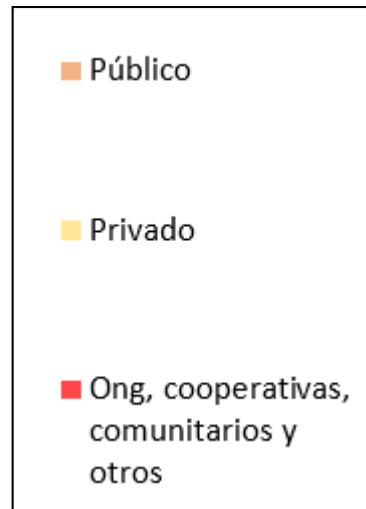 Público
Privado
Ong, cooperativas,
comunitarios y
otros